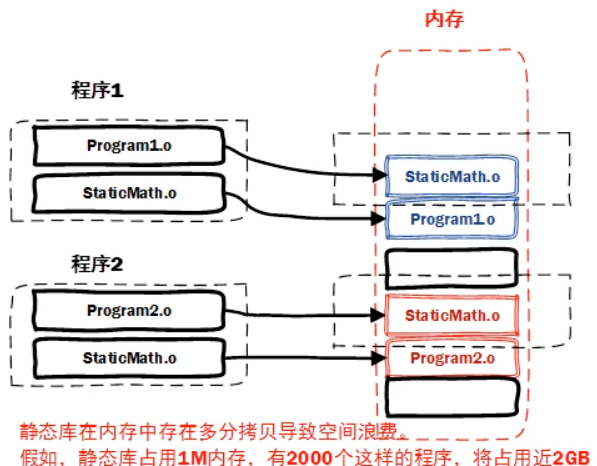 内存
程序1
Program1.o
StaticMath.o
StaticMath.o
Program1.o
程序2
Program2.o
StaticMath.o
StaticMath.o
Program2.o
静态库在内存中存在多分拷贝导致空间浪费。
假如，静态库占用1M内存，有2000个这样的程序，将占用近2GB